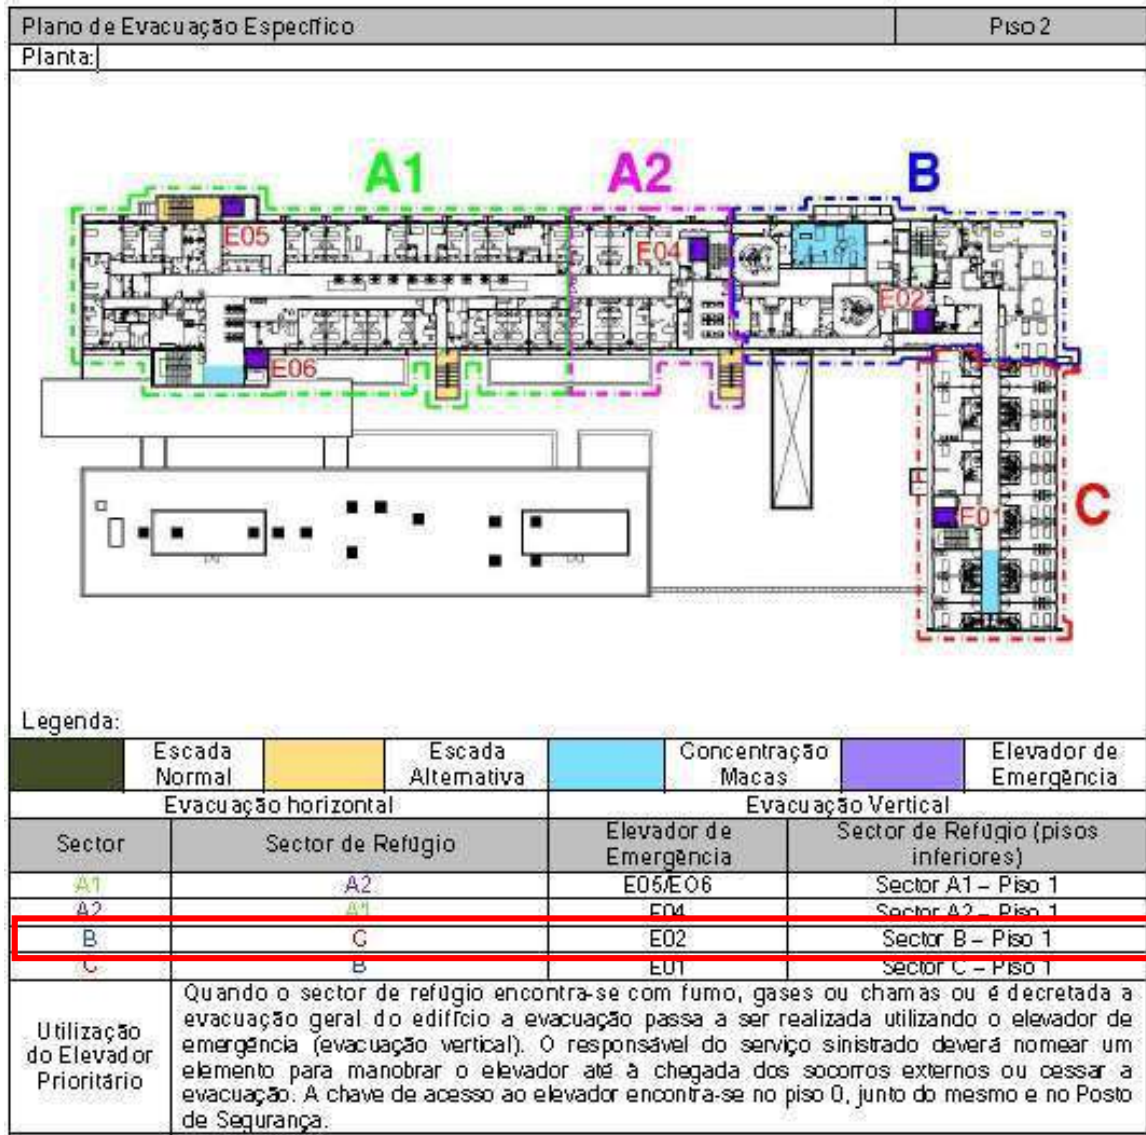 Plano de Evacuação Específico Piso 2
Planta:
A1 A2 B
E05 E04
E02
E06
C
E01
Legenda:
Escada Normal Escada Alternativa Concentração Macas Elevador de Emergência
Evacuação horizontal Evacuação Vertical
Sector Sector de Refúgio Elevador de Emergência Sector de Refúgio (pisos inferiores)
A1 A2 E05/EO6 Sector A1 – Piso 1
A2 A1 E04 Sector A2 – Piso 1
B C E02 Sector B – Piso 1
C B E01 Sector C – Piso 1
Utilização do Elevador Prioritário
Quando o sector de refúgio encontra-se com fumo, gases ou chamas ou é decretada a
evacuação geral do edifício a evacuação passa a ser realizada utilizando o elevador de
emergência (evacuação vertical). O responsável do serviço sinistrado deverá nomear um
elemento para manobrar o elevador até à chegada dos socorros externos ou cessar a
evacuação. A chave de acesso ao elevador encontra-se no piso 0, junto do mesmo e no Posto
de Segurança.